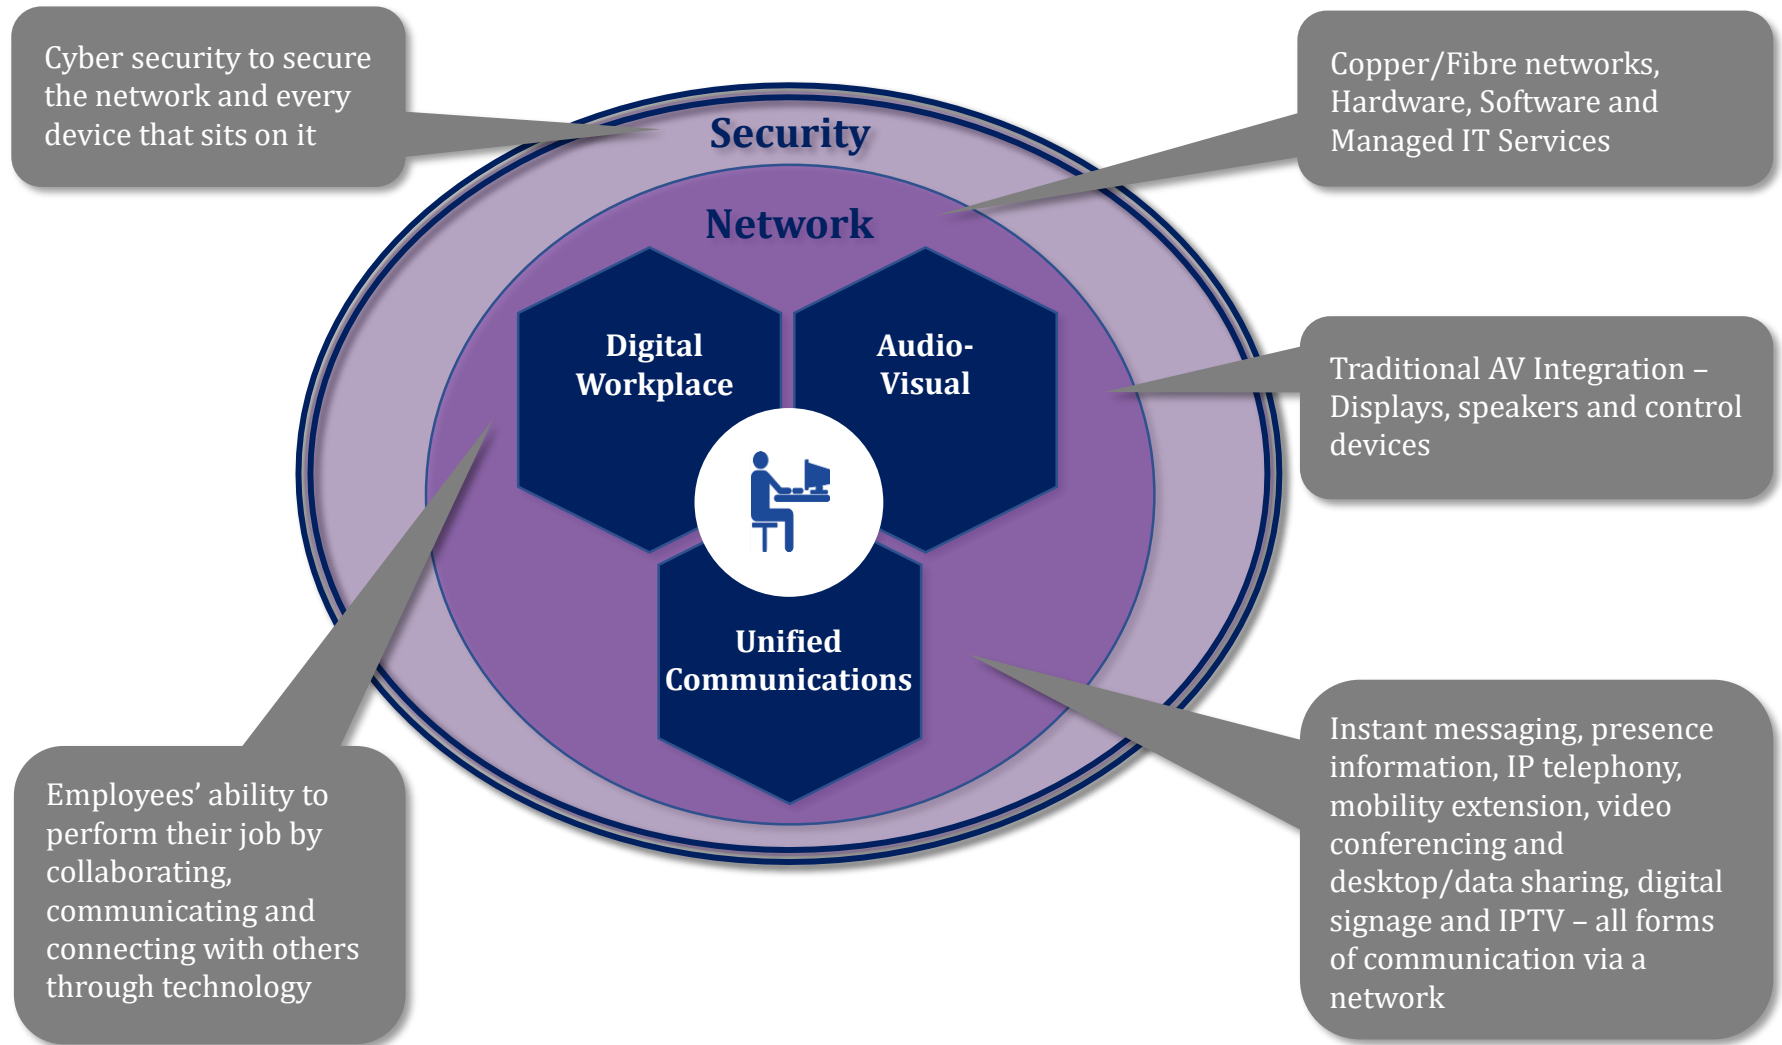 Cyber security to secure
the network and every
device that sits on it
Copper/Fibre networks,
Hardware, Software and
Managed IT Services
Security
Network
Digital
Workplace
Audio-
Visual
Traditional AV Integration –
Displays, speakers and control
devices
Unified
Communications
Employees’ ability to
perform their job by
collaborating,
communicating and
connecting with others
through technology
Instant messaging, presence
information, IP telephony,
mobility extension, video
conferencing and
desktop/data sharing, digital
signage and IPTV – all forms
of communication via a
network